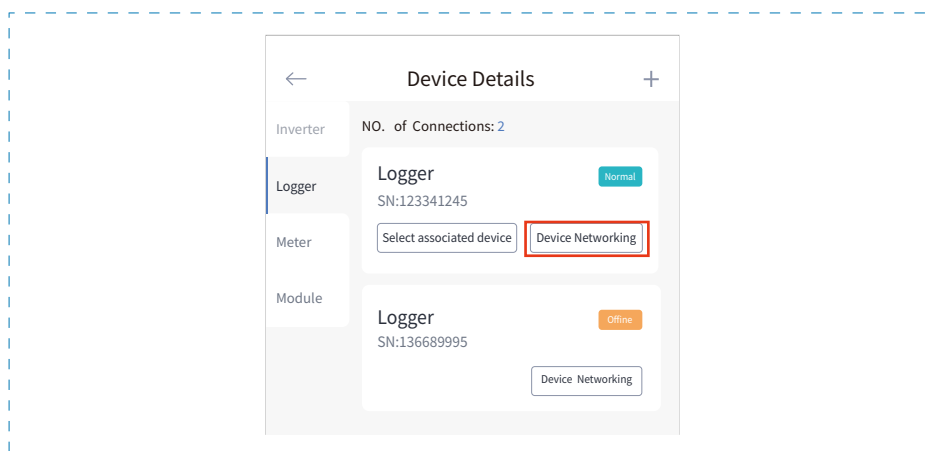 Device Details
Inverter
NO. of Connections: 2
Logger
Normal
SN:123341245
Logger
Select associated device
Device Networking
Meter
Module
Logger
Offine
SN:136689995
Device Networking